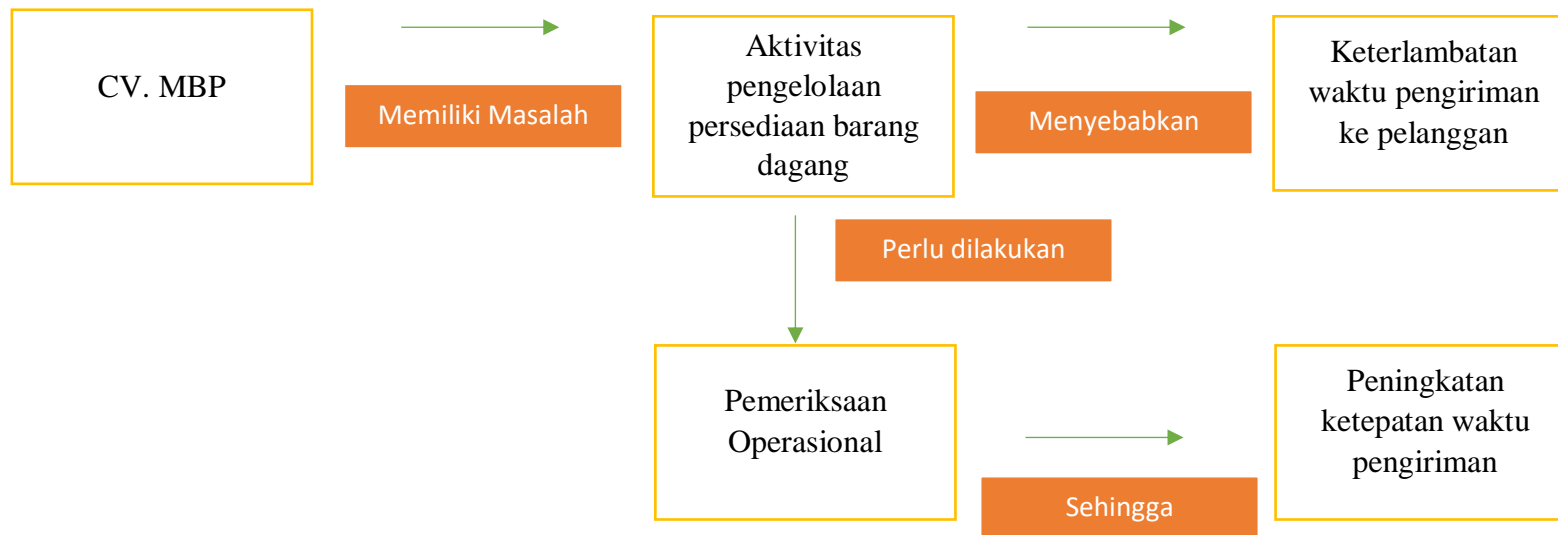 CV. MBP
Memiliki Masalah
Aktivitas
pengelolaan
persediaan barang
dagang
Menyebabkan
Keterlambatan
waktu pengiriman
ke pelanggan
Perlu dilakukan
Pemeriksaan
Operasional
Sehingga
Peningkatan
ketepatan waktu
pengiriman